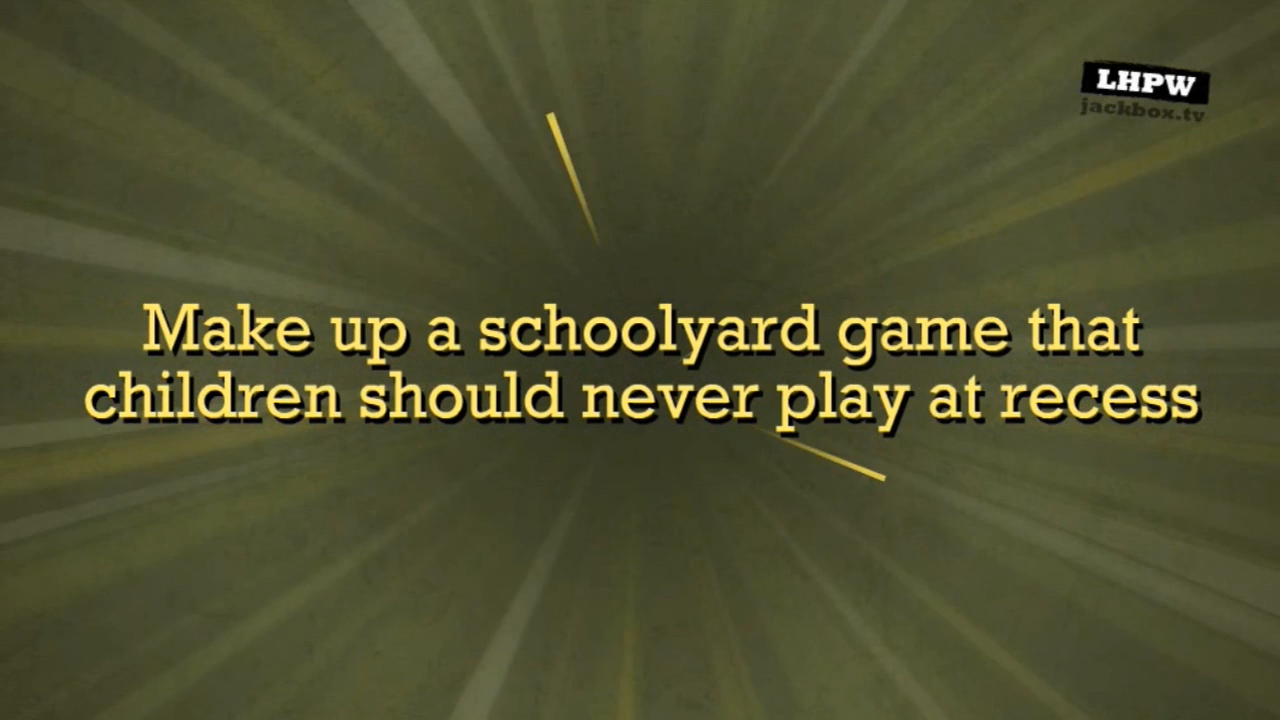 LHPW
jackbox.tv
Make up a schoolyard game that
children should never play at recess